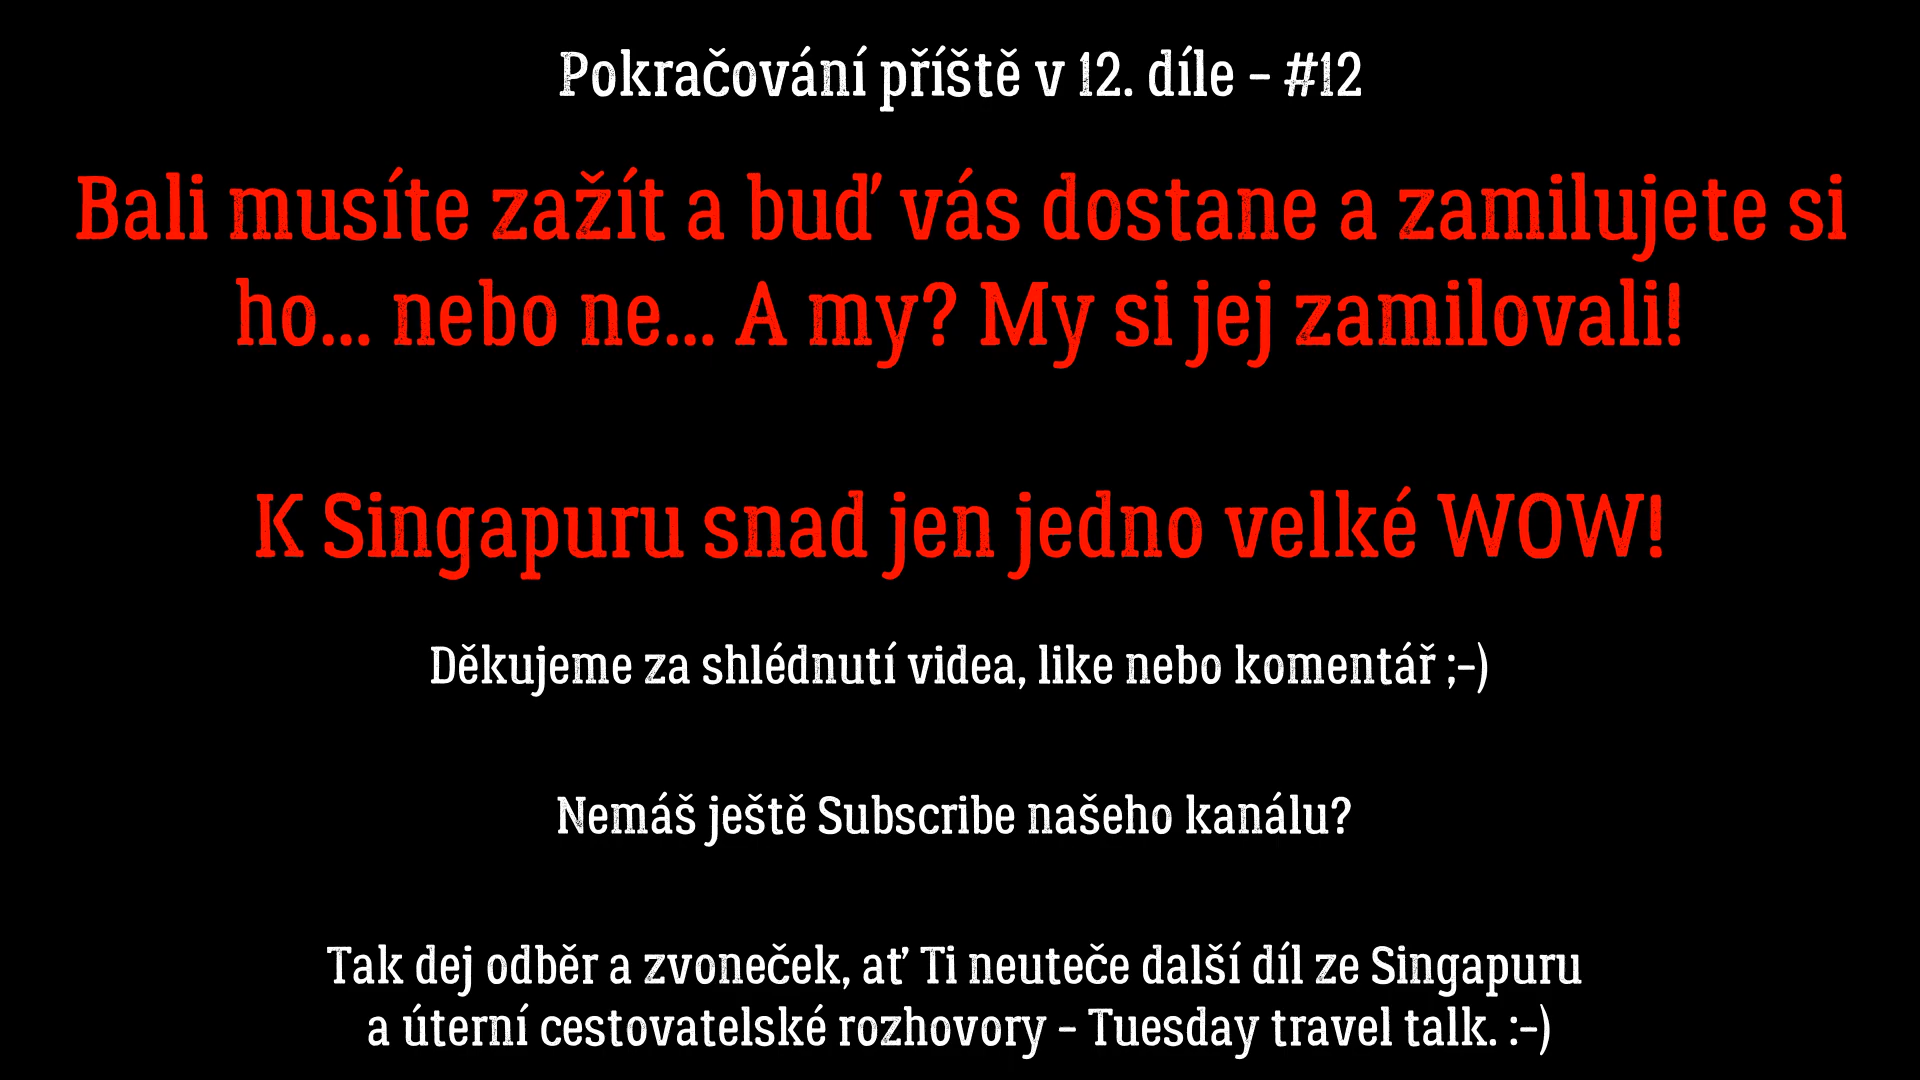 Pokračování příště v 12. díle – #12
Bali musíte zažít a buď vás dostane a zamilujete si
ho... nebo ne... A my? My si jej zamilovali!
K Singapuru snad jen jedno velké WOW!
Děkujeme za shlédnutí videa, like nebo komentář ;-)
Nemáš ještě Subscribe našeho kanálu?
Tak dej odběr a zvoneček, ať Ti neuteče další díl ze Singapuru
a úterní cestovatelské rozhovory – Tuesday travel talk. :-)